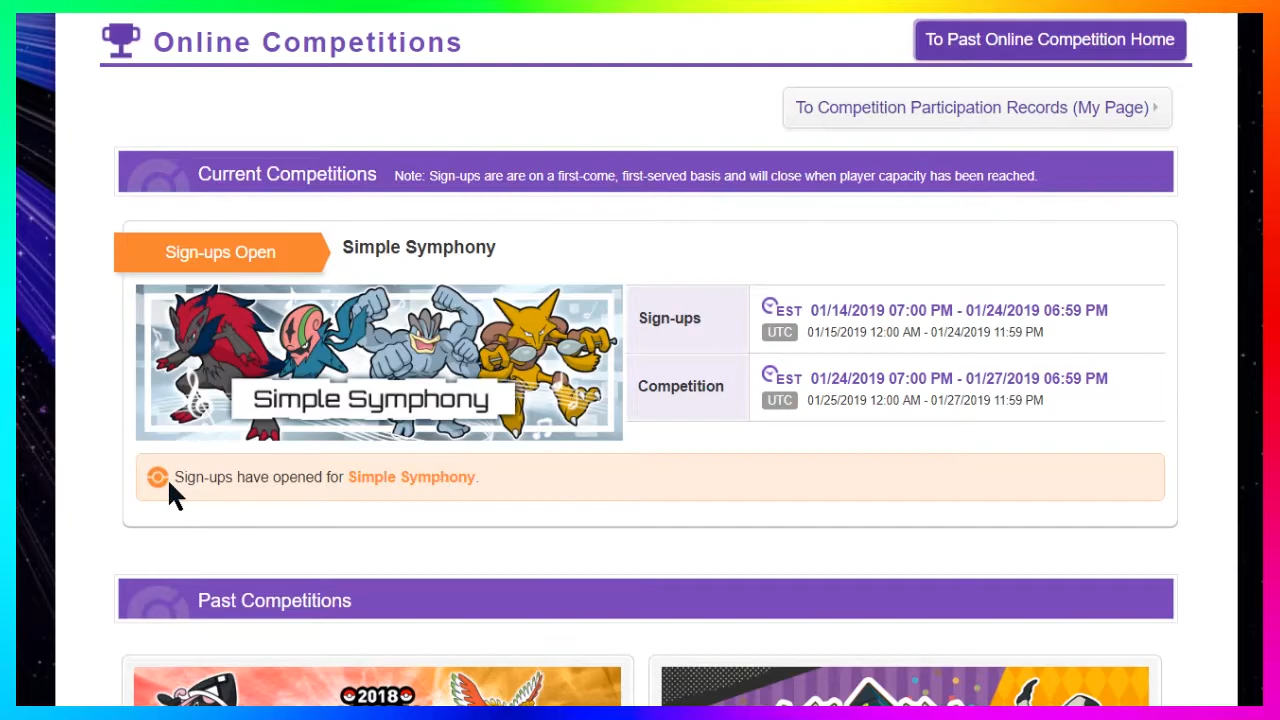 Online Competitions
To Past Online Competition Home
To Competition Participation Records (My Page)
Current Competitions Note: Sign-ups are are on a first-come, first-served basis and will close when player capacity has been reached.
Sign-ups Open
Simple Symphony
Simple Symphony
Sign-ups
EST 01/14/2019 07:00 PM - 01/24/2019 06:59 PM
UTC 01/15/2019 12:00 AM - 01/24/2019 11:59 PM
Competition
EST 01/24/2019 07:00 PM - 01/27/2019 06:59 PM
UTC 01/25/2019 12:00 AM - 01/27/2019 11:59 PM
Sign-ups have opened for Simple Symphony.
Past Competitions
2018